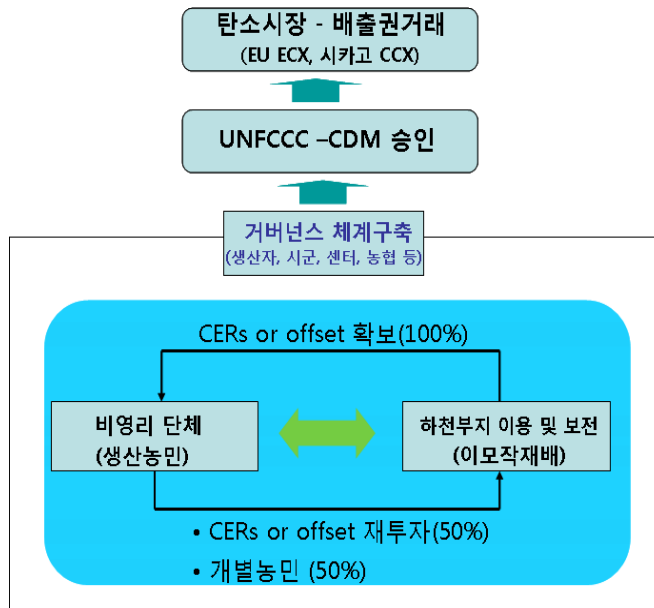 탄소시장 - 배출권거래
(EU ECX, 시카고 CCX)
UNFCCC –CDM 승인
거버넌스 체계구축
(생산자, 시군, 센터, 농협 등)
CERs or offset 확보(100%)
비영리 단체
(생산농민)
하천부지 이용 및 보전
(이모작재배)
• CERs or offset 재투자(50%)
• 개별농민 (50%)